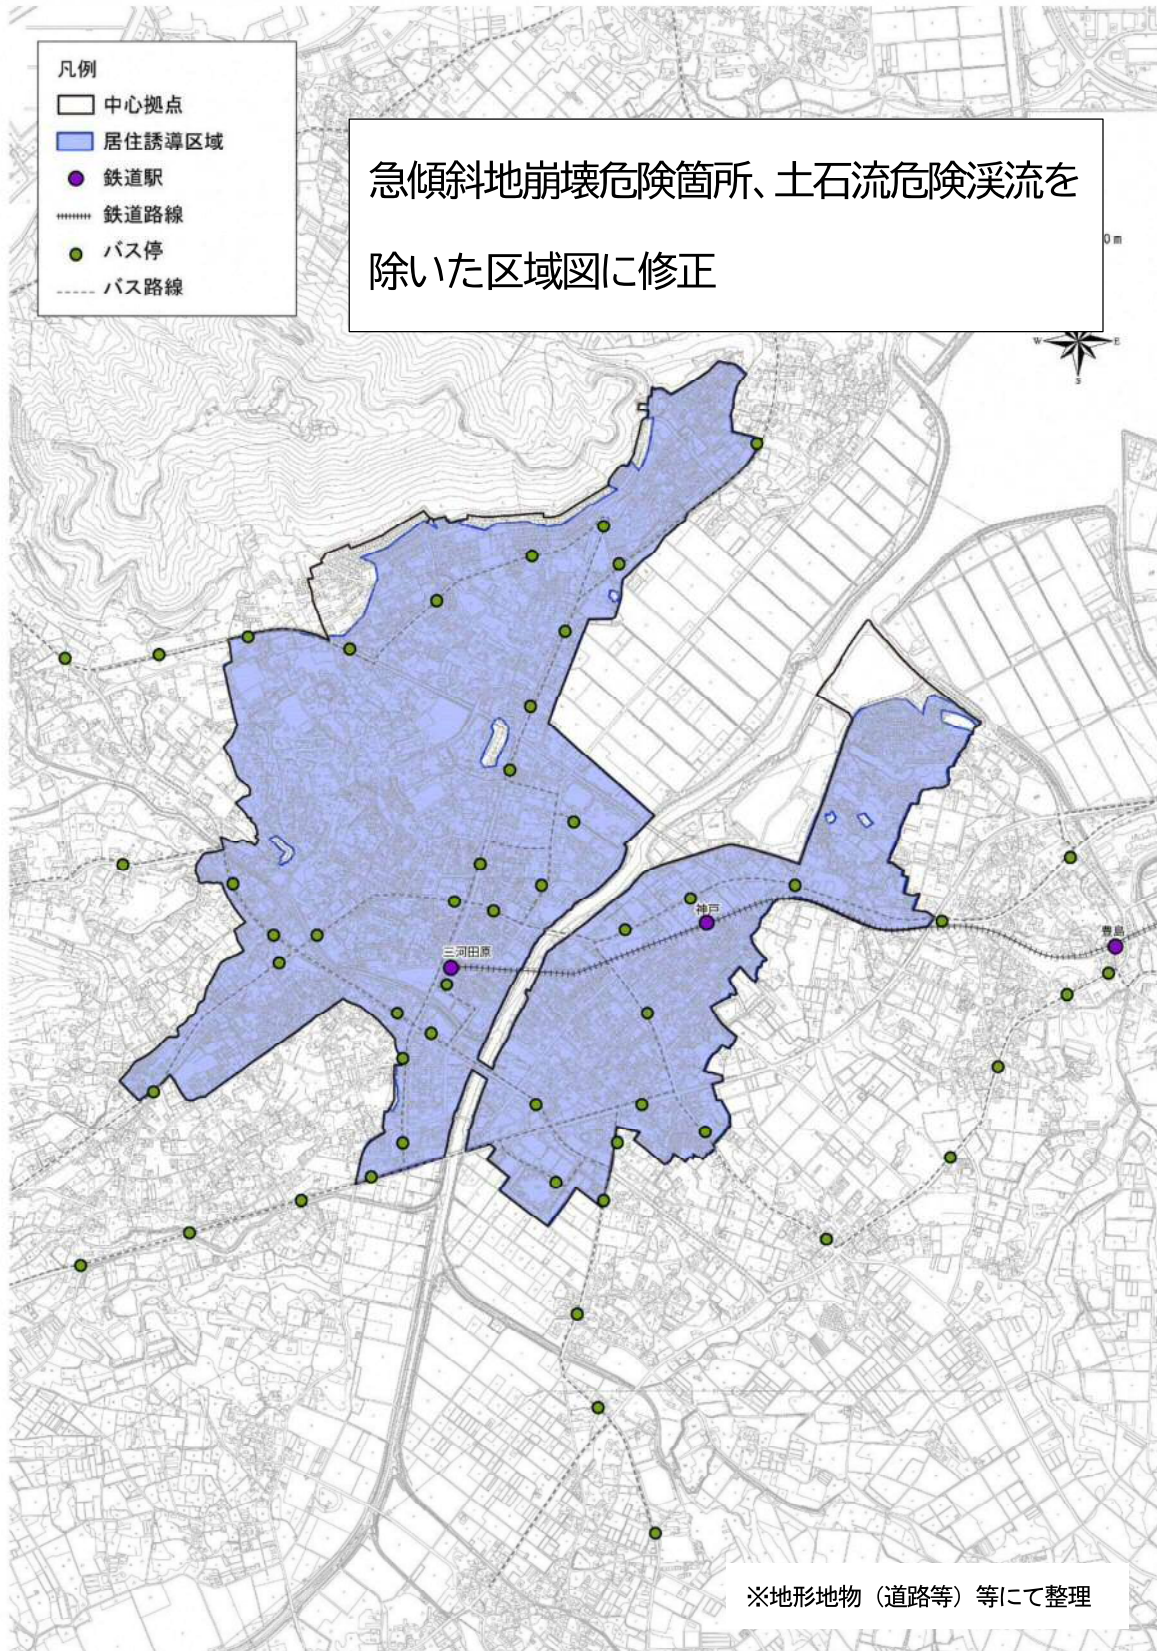 凡例
中心拠点
居住誘導区域
鉄道駅
鉄道路線
バス停
バス路線
急傾斜地崩壊危険箇所、土石流危険渓流を
除いた区域図に修正
0m
W
E
S
神戸
豊島
三河田原
※地形地物（道路等）等にて整理